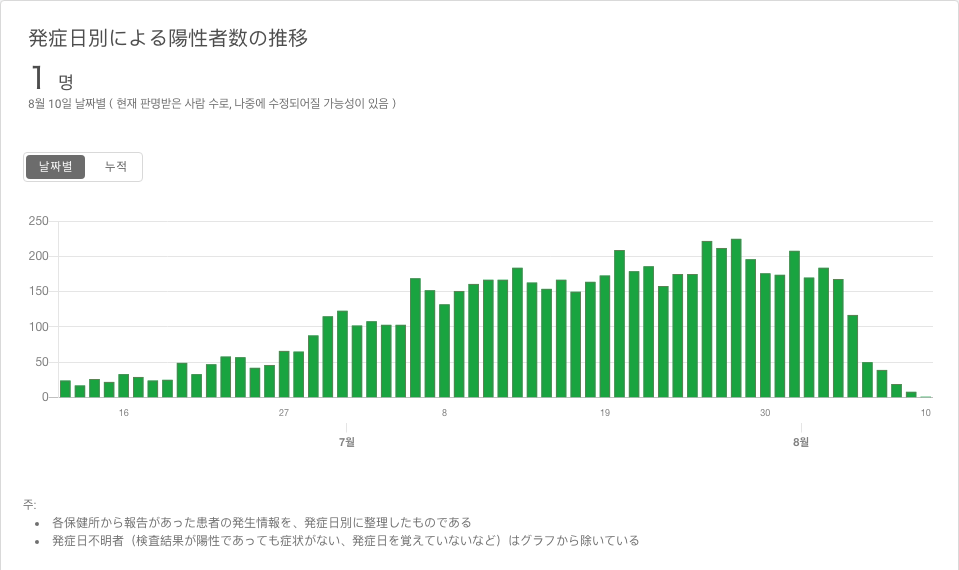 発症日別による陽性者数の推移
1 명
8월 10일 날짜별 ( 현재 판명받은 사람 수로, 나중에 수정되어질 가능성이 있음 )
날짜별 누적
250
200
150
100
50
0
16 27 8 19 30 10
7월 8월
주:
• 各保健所から報告があった患者の発生情報を、発症日別に整理したものである
• 発症日不明者（検査結果が陽性であっても症状がない、発症日を覚えていないなど）はグラフから除いている